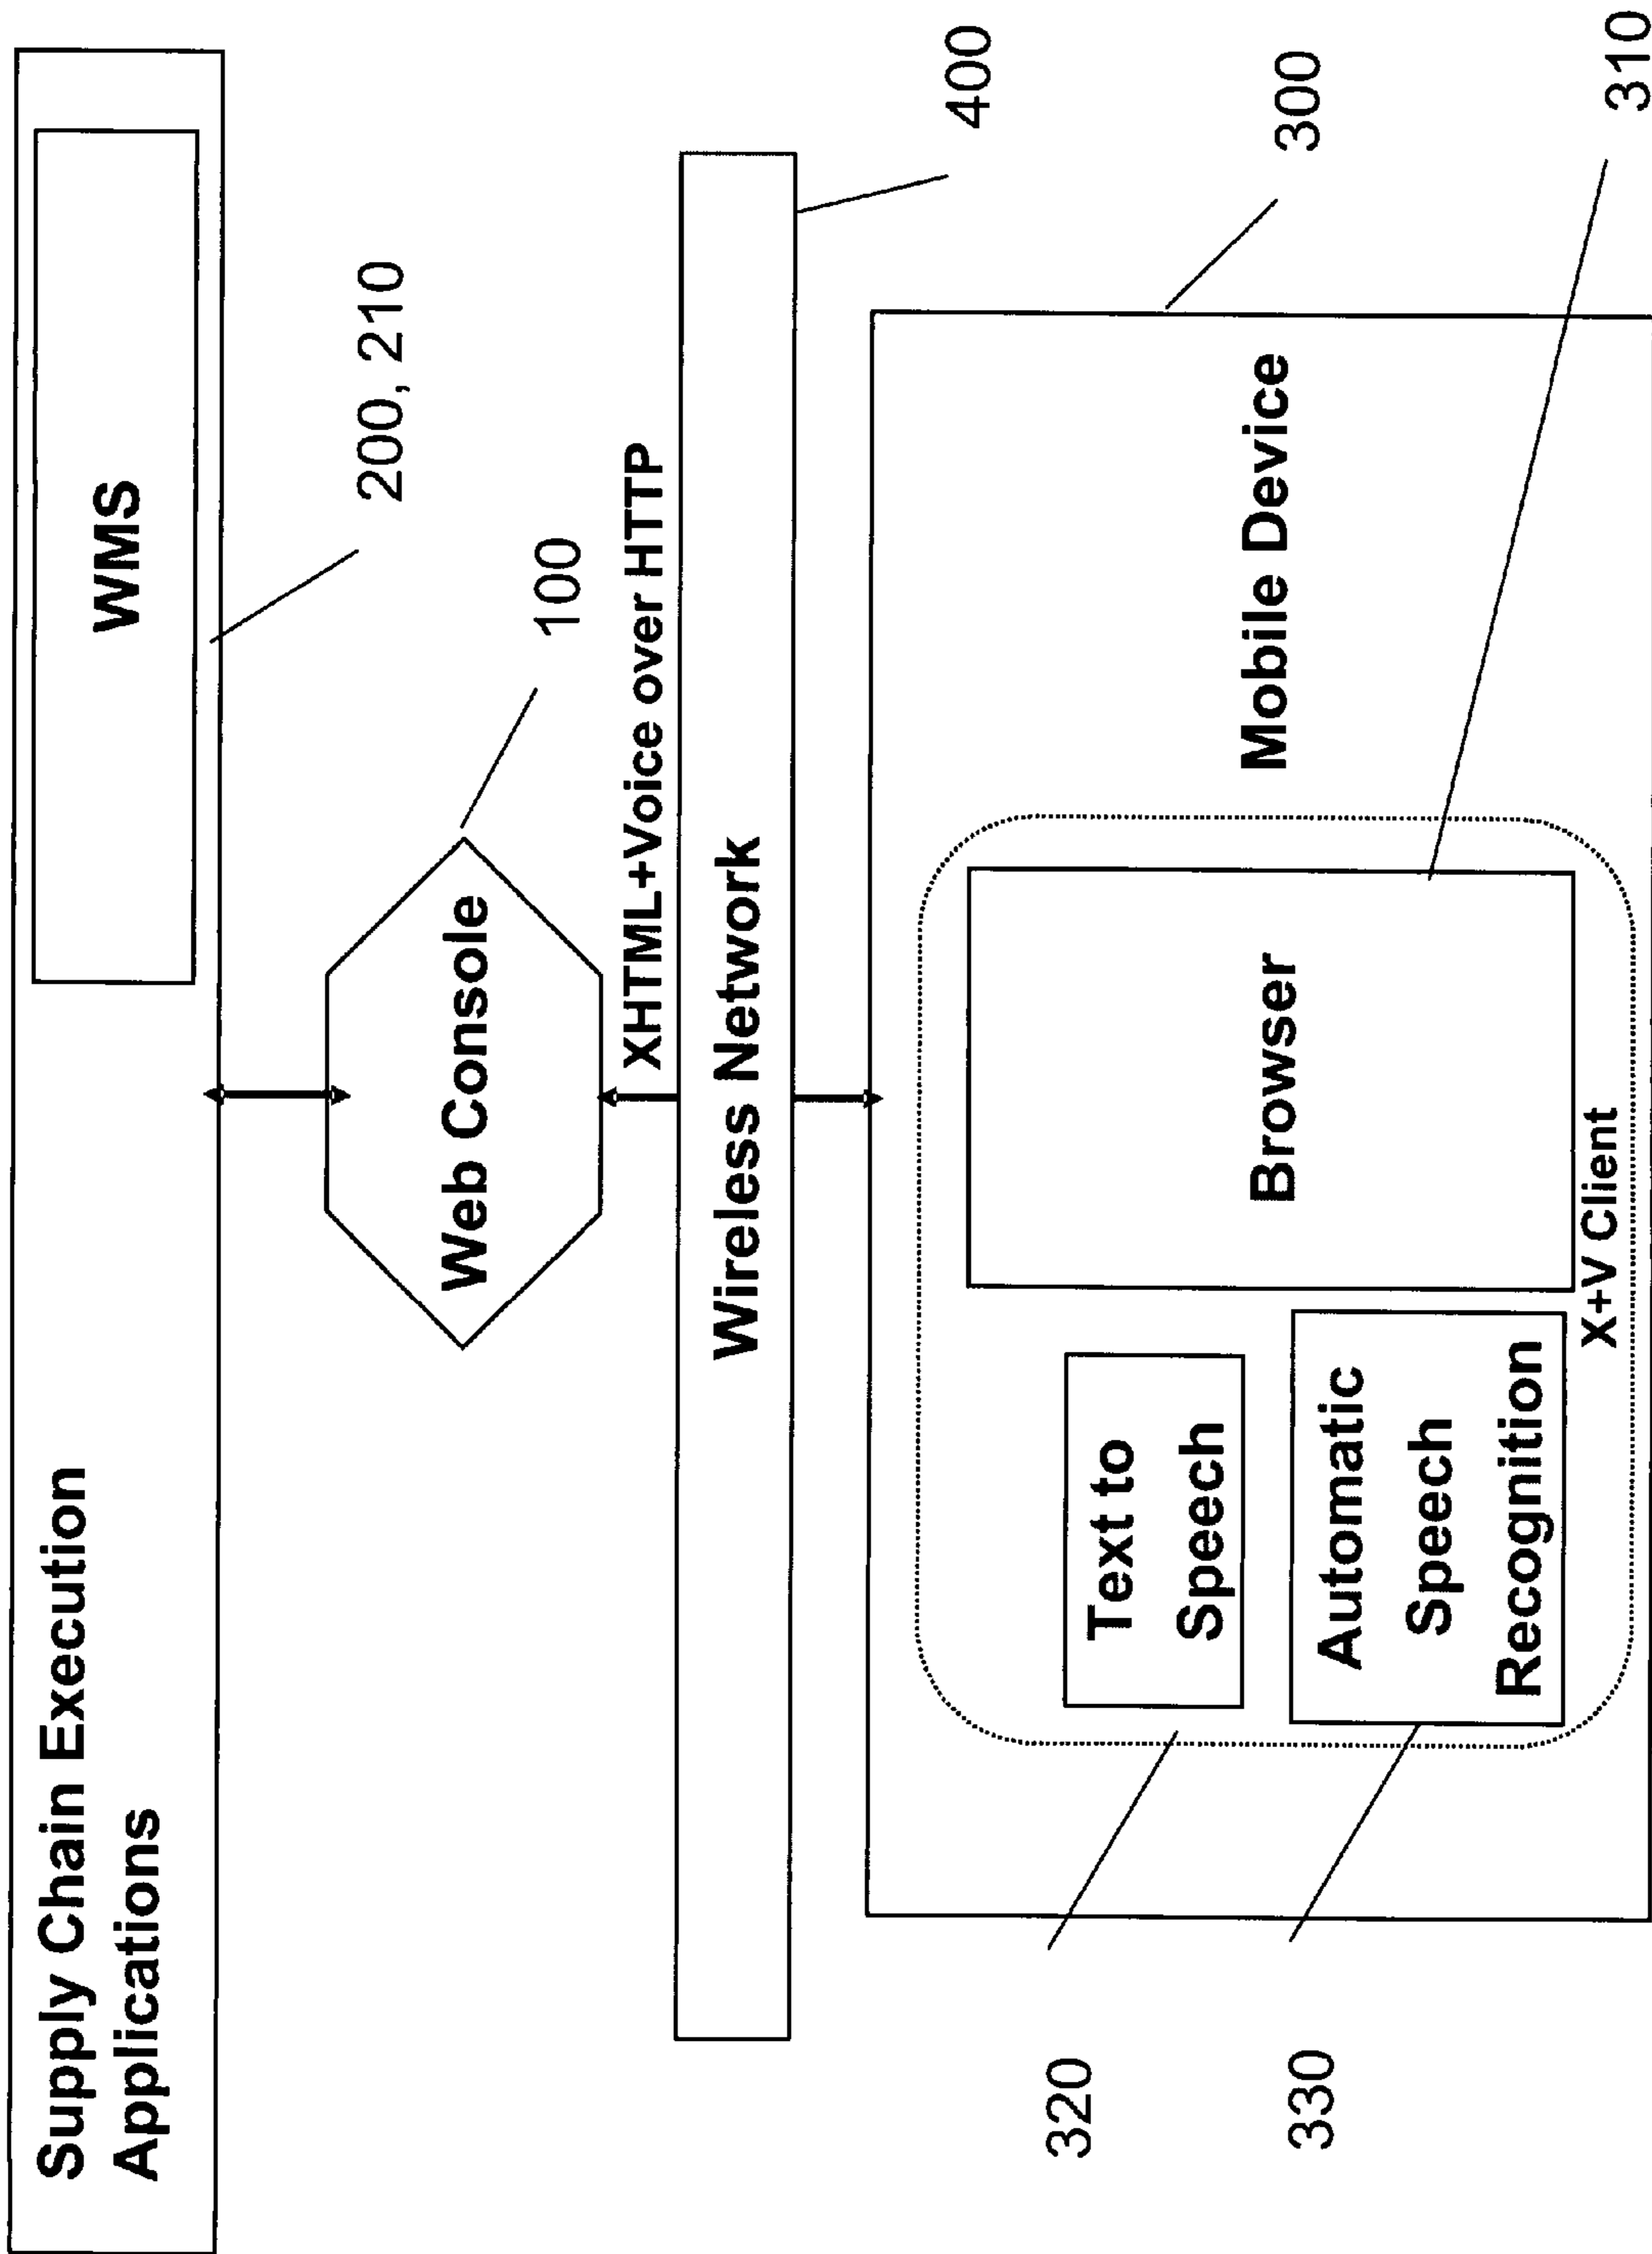 Supply Chain Execution
Applications
WMS
200, 210
Web Console
100
XHTML+Voice over HTTP
Wireless Network
400
Mobile Device
300
Text to
Speech
Automatic
Speech
Recognition
Browser
X+V Client
320
330
310